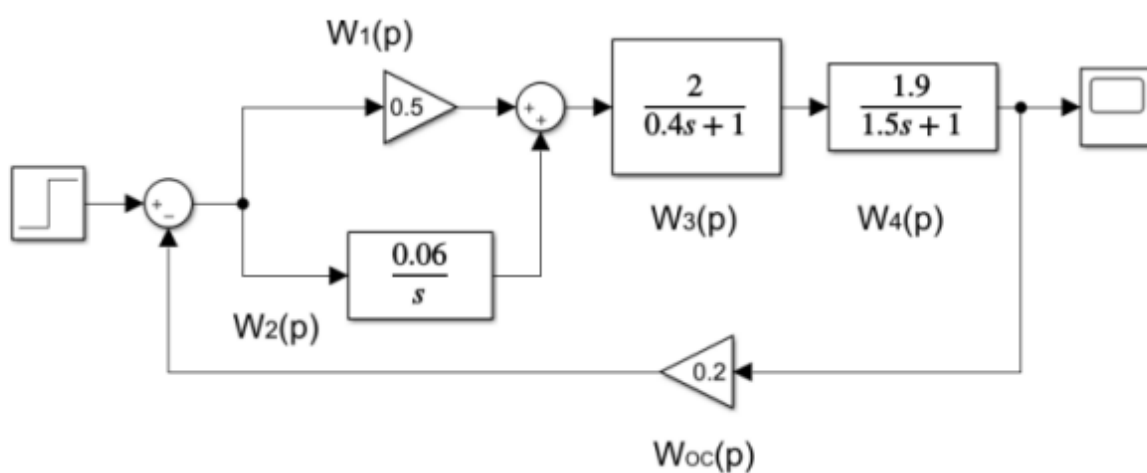 W1(p)
0.5
+
+
2
0.4s + 1
1.9
1.5s + 1
W3(p)
W4(p)
+
−
0.06
s
W2(p)
0.2
Woc(p)